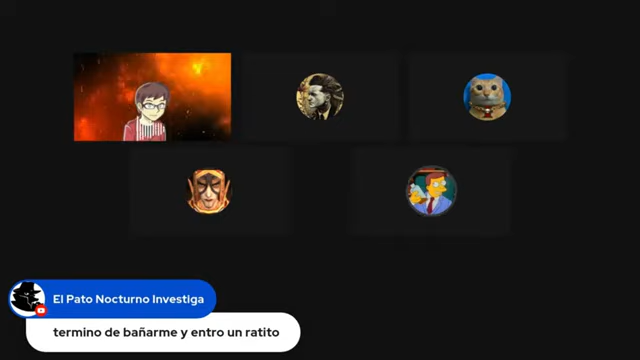 El Pato Nocturno Investiga
termino de bañarme y entro un ratito